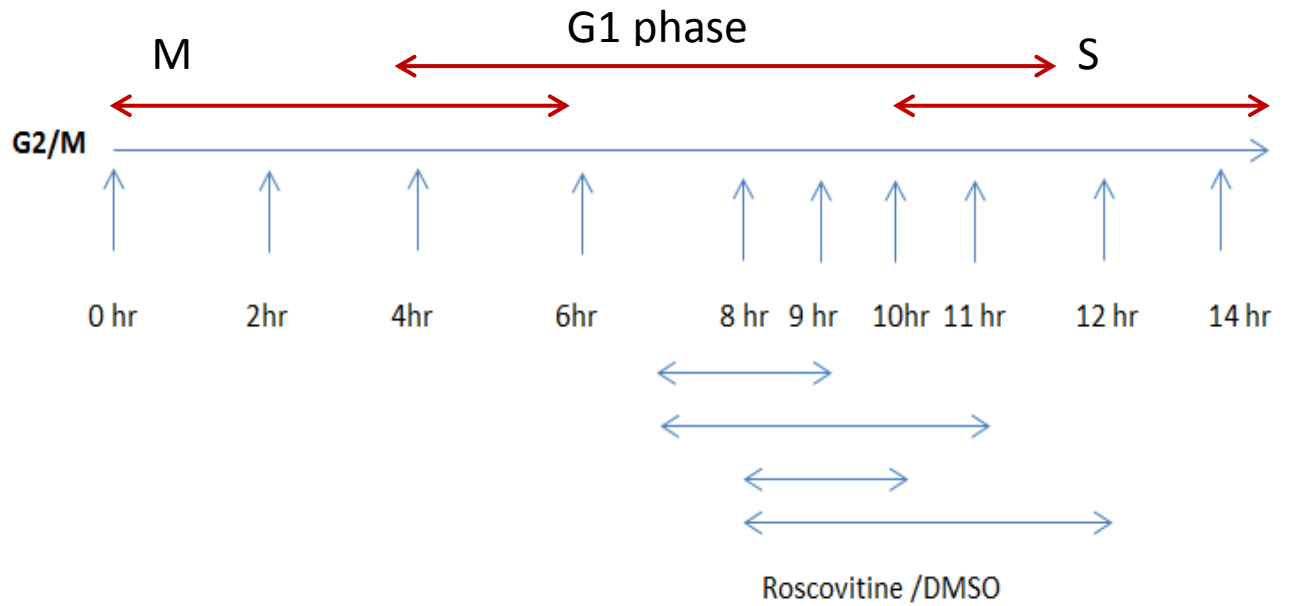 G1 phase
M
S
G2/M
0 hr 2hr 4hr 6hr 8 hr 9 hr 10hr 11 hr 12 hr 14 hr
Roscovitine /DMSO